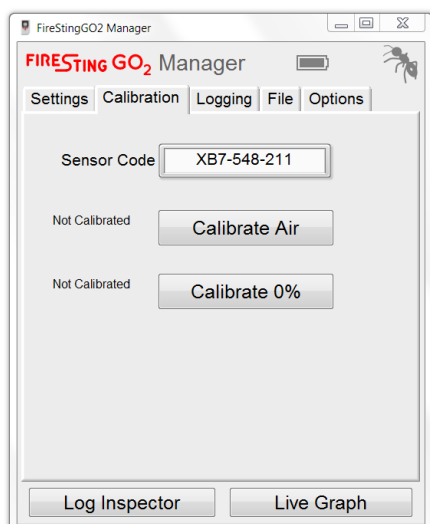 FireStingGO2 Manager
FIRESTING GO2 Manager
Settings Calibration Logging File Options
Sensor Code XB7-548-211
Not Calibrated Calibrate Air
Not Calibrated Calibrate 0%
Log Inspector Live Graph